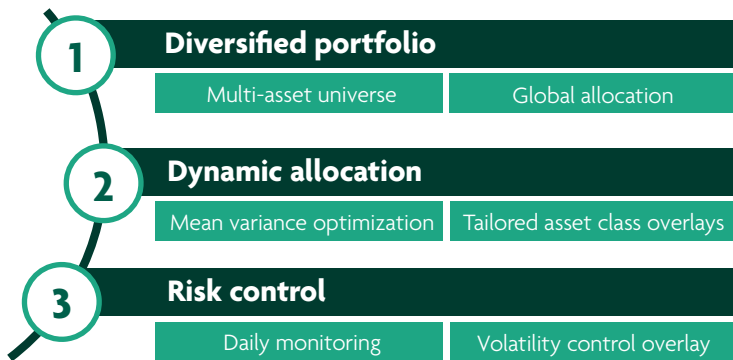 1
Diversified portfolio
Multi-asset universe
Global allocation
2
Dynamic allocation
Mean variance optimization
Tailored asset class overlays
3
Risk control
Daily monitoring
Volatility control overlay